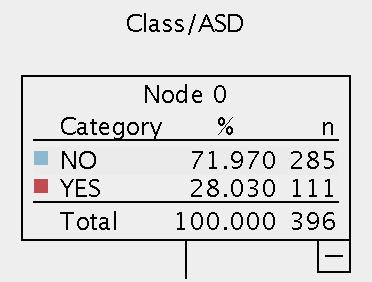 Class/ASD
Node 0
Category % n
NO 71.970 285
YES 28.030 111
Total 100.000 396